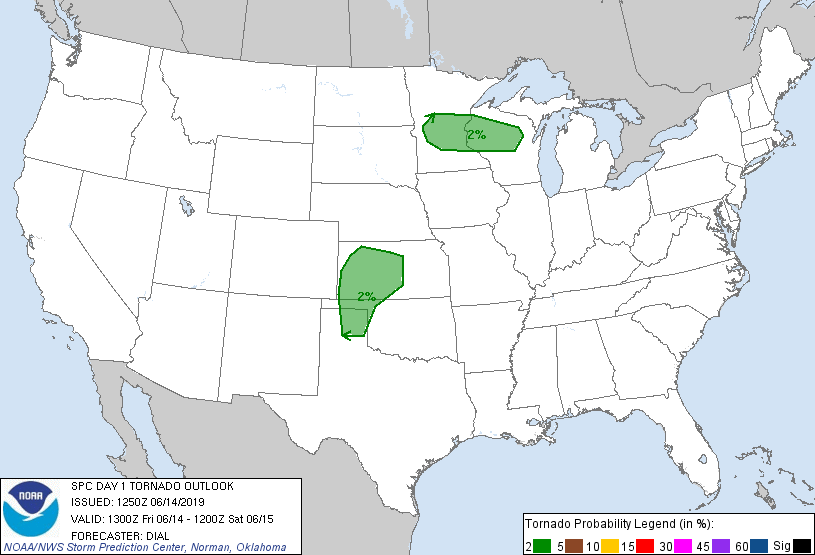 2%
2%
NOAA
SPC DAY 1 TORNADO OUTLOOK
ISSUED: 1250Z 06/14/2019
VALID: 1300Z Fri 06/14 - 1200Z Sat 06/15
FORECASTER: DIAL
NOAA/NWS Storm Prediction Center, Norman, Oklahoma
Tornado Probability Legend (in %):
2 5 10 15 30 45 60 Sig